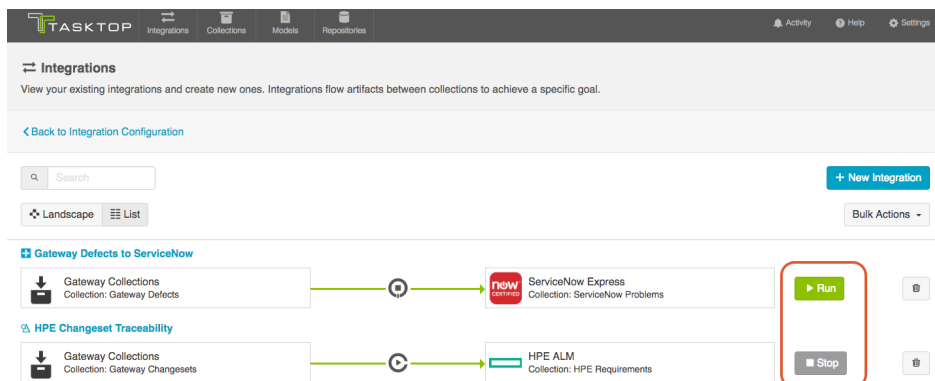 TASKTOP
Integrations
Collections
Models
Repositories
Activity
Help
Settings
Integrations
View your existing integrations and create new ones. Integrations flow artifacts between collections to achieve a specific goal.
Back to Integration Configuration
Search
+ New Integration
Landscape
List
Bulk Actions
Gateway Defects to ServiceNow
Gateway Collections
Collection: Gateway Defects
now
CERTIFIED
ServiceNow Express
Collection: ServiceNow Problems
Run
HPE Changeset Traceability
Gateway Collections
Collection: Gateway Changesets
HPE ALM
Collection: HPE Requirements
Stop